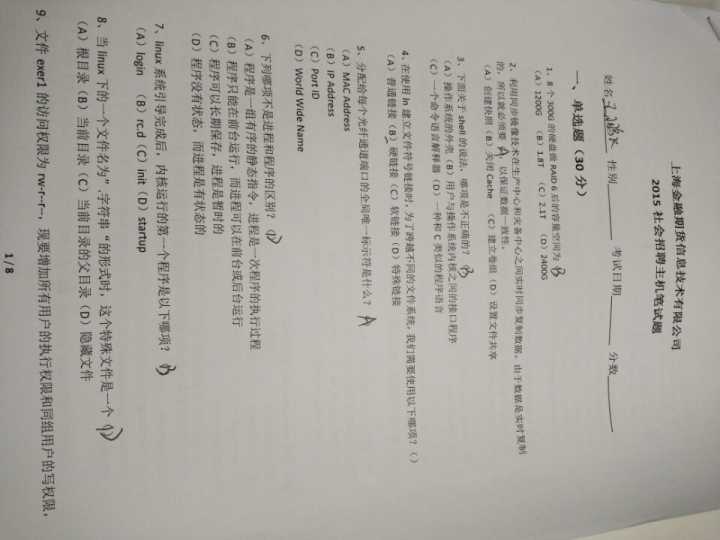 上海金融期货信息技术有限公司
2015 社会招聘主机笔试题
姓名 性别 考试日期 分数
一、单选题（30 分）
1、8 个 300G 的硬盘做 RAID 6 后的容量空间为 B
（A）1200G （B）1.8T （C）2.1T （D）2400G
2、利用同步镜像技术在生产中心和灾备中心之间实时同步复制数据，由于数据是实时复制
的，所以就必须要 A，以保证数据一致性。
（A）创建快照（B）关闭 Cache （C）建立卷组（D）设置文件共享
3、下面关于 shell 的说法，哪项是不正确的？ B
（A）操作系统的外壳（B）用户与操作系统内核之间的接口程序
（C）一个命令语言解释器（D）一种和 C 类似的程序语言
4、在使用 ln 建立文件符号链接时，为了跨越不同的文件系统，我们需要使用以下哪项？（）
（A）普通链接（B）硬链接（C）软链接（D）特殊链接
5、分配给每个光纤通道端口的全局唯一标示符是什么？ A
（A）MAC Address
（B）IP Address
（C）Port ID
（D）World Wide Name
6、下列哪项不是进程和程序的区别？ D
（A）程序是一组有序的静态指令，进程是一次程序的执行过程
（B）程序只能在前台运行，而进程可以在前台或后台运行
（C）程序可以长期保存，进程是暂时的
（D）程序没有状态，而进程是有状态的
7、linux 系统引导完成后，内核运行的第一个程序是以下哪项？ B
（A）login （B）rc.d（C）init（D）startup
8、当 linux 下的一个文件名为“.字符串“的形式时，这个特殊文件是一个 D
（A）根目录（B）当前目录（C）当前目录的父目录（D）隐藏文件
9、文件 exer1 的访问权限为 rw-r--r--，现要增加所有用户的执行权限和同组用户的写权限，
1 / 8